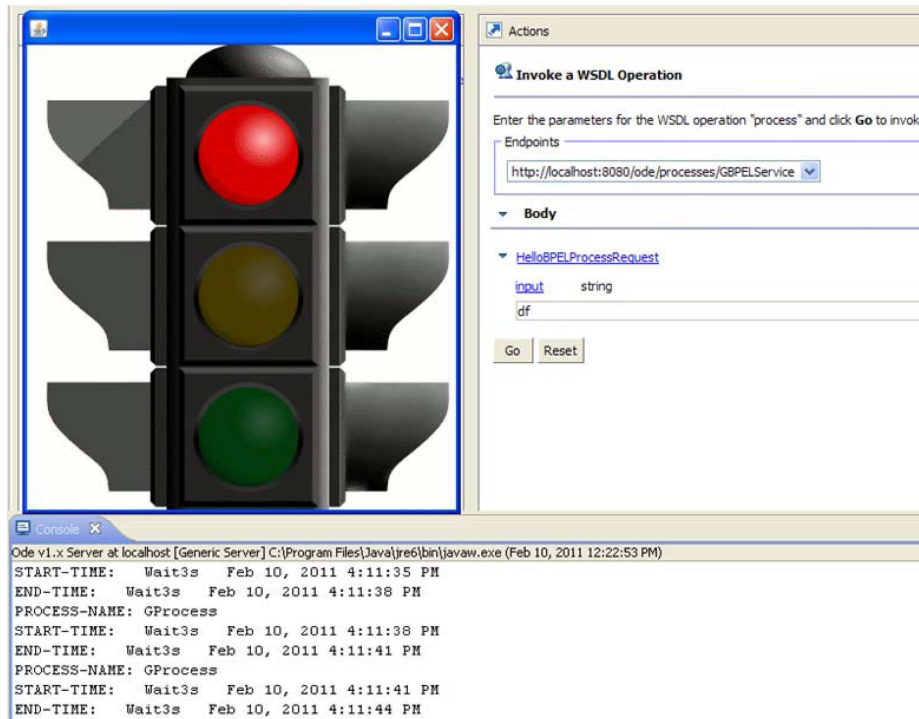 Actions
Invoke a WSDL Operation
Enter the parameters for the WSDL operation "process" and click Go to invok
Endpoints
http://localhost:8080/ode/processes/GBPELService
Body
HelloBPELProcessRequest
input string
df
Go Reset
Console
Ode v1.x Server at localhost [Generic Server] C:\Program Files\Java\jre6\bin\javaw.exe (Feb 10, 2011 12:22:53 PM)
START-TIME: Wait3s Feb 10, 2011 4:11:35 PM
END-TIME: Wait3s Feb 10, 2011 4:11:38 PM
PROCESS-NAME: GProcess
START-TIME: Wait3s Feb 10, 2011 4:11:38 PM
END-TIME: Wait3s Feb 10, 2011 4:11:41 PM
PROCESS-NAME: GProcess
START-TIME: Wait3s Feb 10, 2011 4:11:41 PM
END-TIME: Wait3s Feb 10, 2011 4:11:44 PM